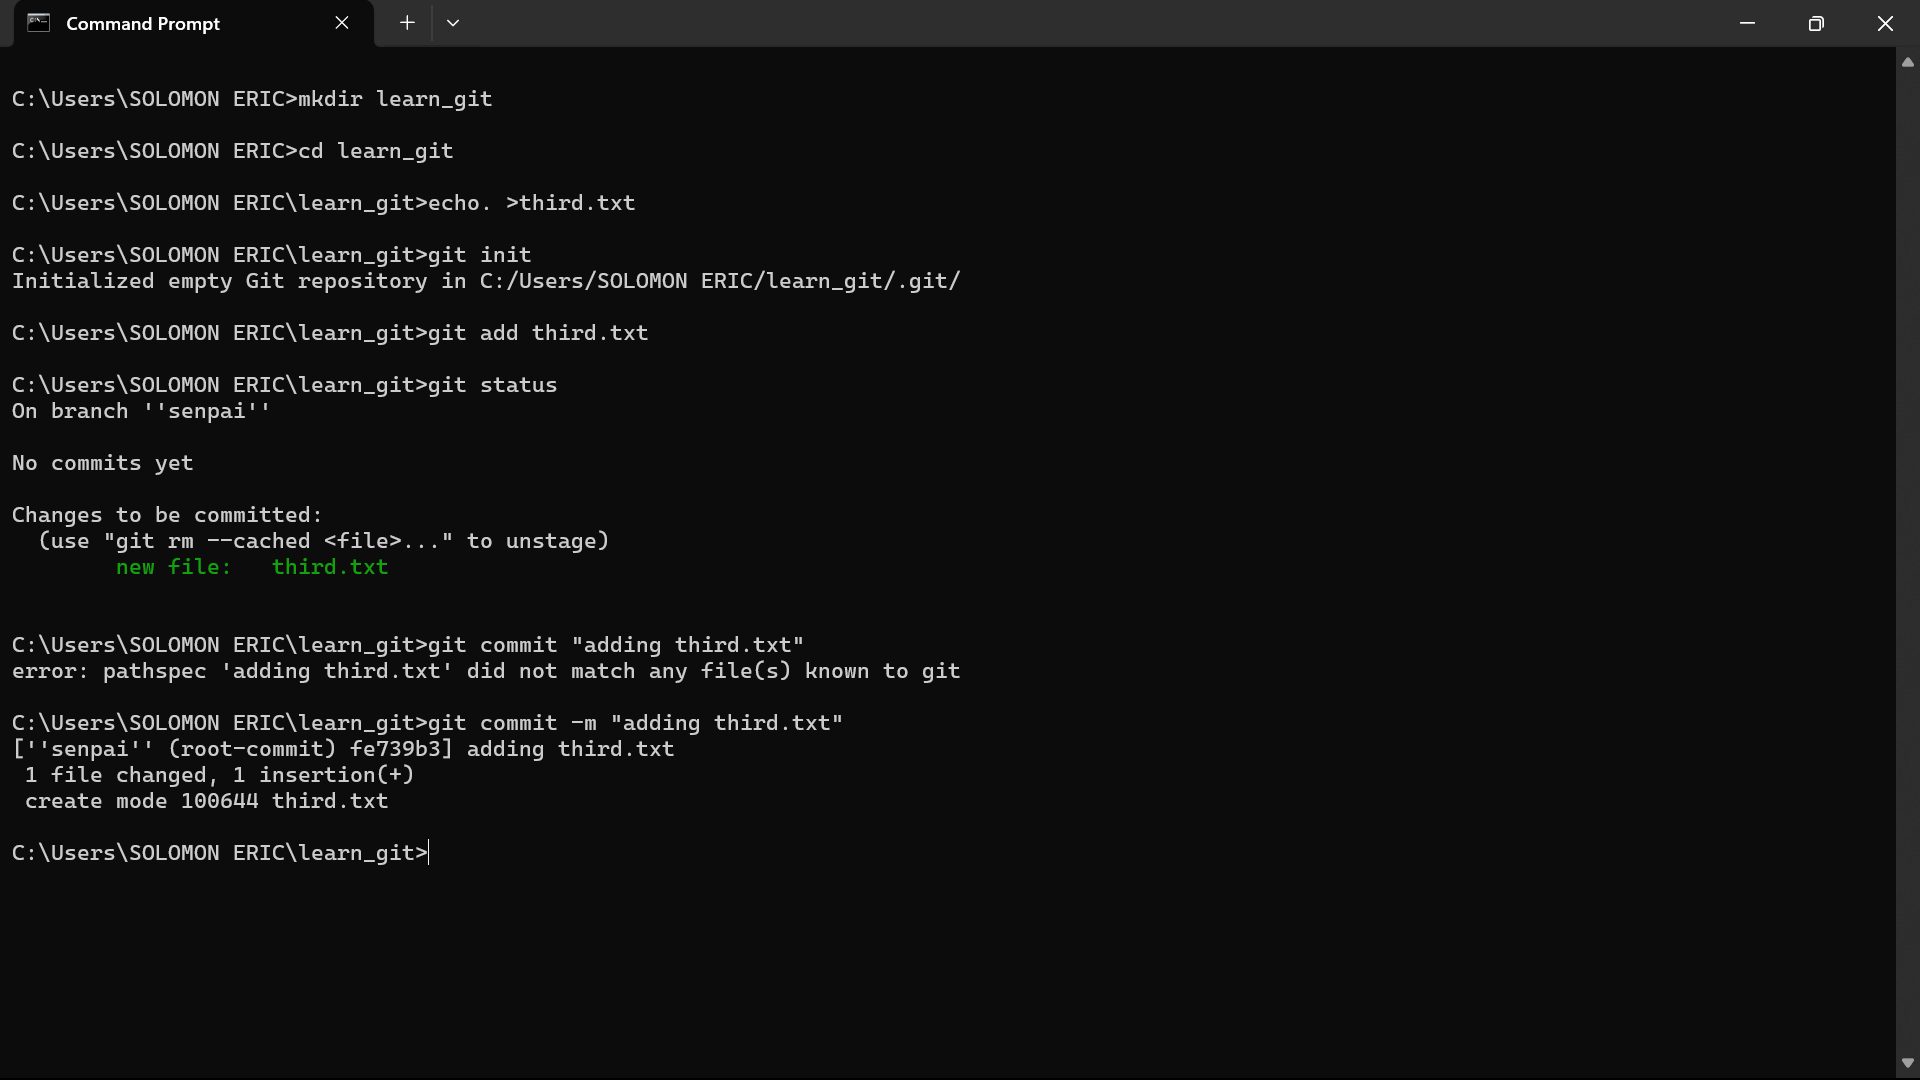 Command Prompt
C:\Users\SOLOMON ERIC>mkdir learn_git
C:\Users\SOLOMON ERIC>cd learn_git
C:\Users\SOLOMON ERIC\learn_git>echo. >third.txt
C:\Users\SOLOMON ERIC\learn_git>git init
Initialized empty Git repository in C:/Users/SOLOMON ERIC/learn_git/.git/
C:\Users\SOLOMON ERIC\learn_git>git add third.txt
C:\Users\SOLOMON ERIC\learn_git>git status
On branch ''senpai''
No commits yet
Changes to be committed:
  (use "git rm --cached <file>..." to unstage)
        new file:   third.txt
C:\Users\SOLOMON ERIC\learn_git>git commit "adding third.txt"
error: pathspec 'adding third.txt' did not match any file(s) known to git
C:\Users\SOLOMON ERIC\learn_git>git commit -m "adding third.txt"
[''senpai'' (root-commit) fe739b3] adding third.txt
 1 file changed, 1 insertion(+)
 create mode 100644 third.txt
C:\Users\SOLOMON ERIC\learn_git>